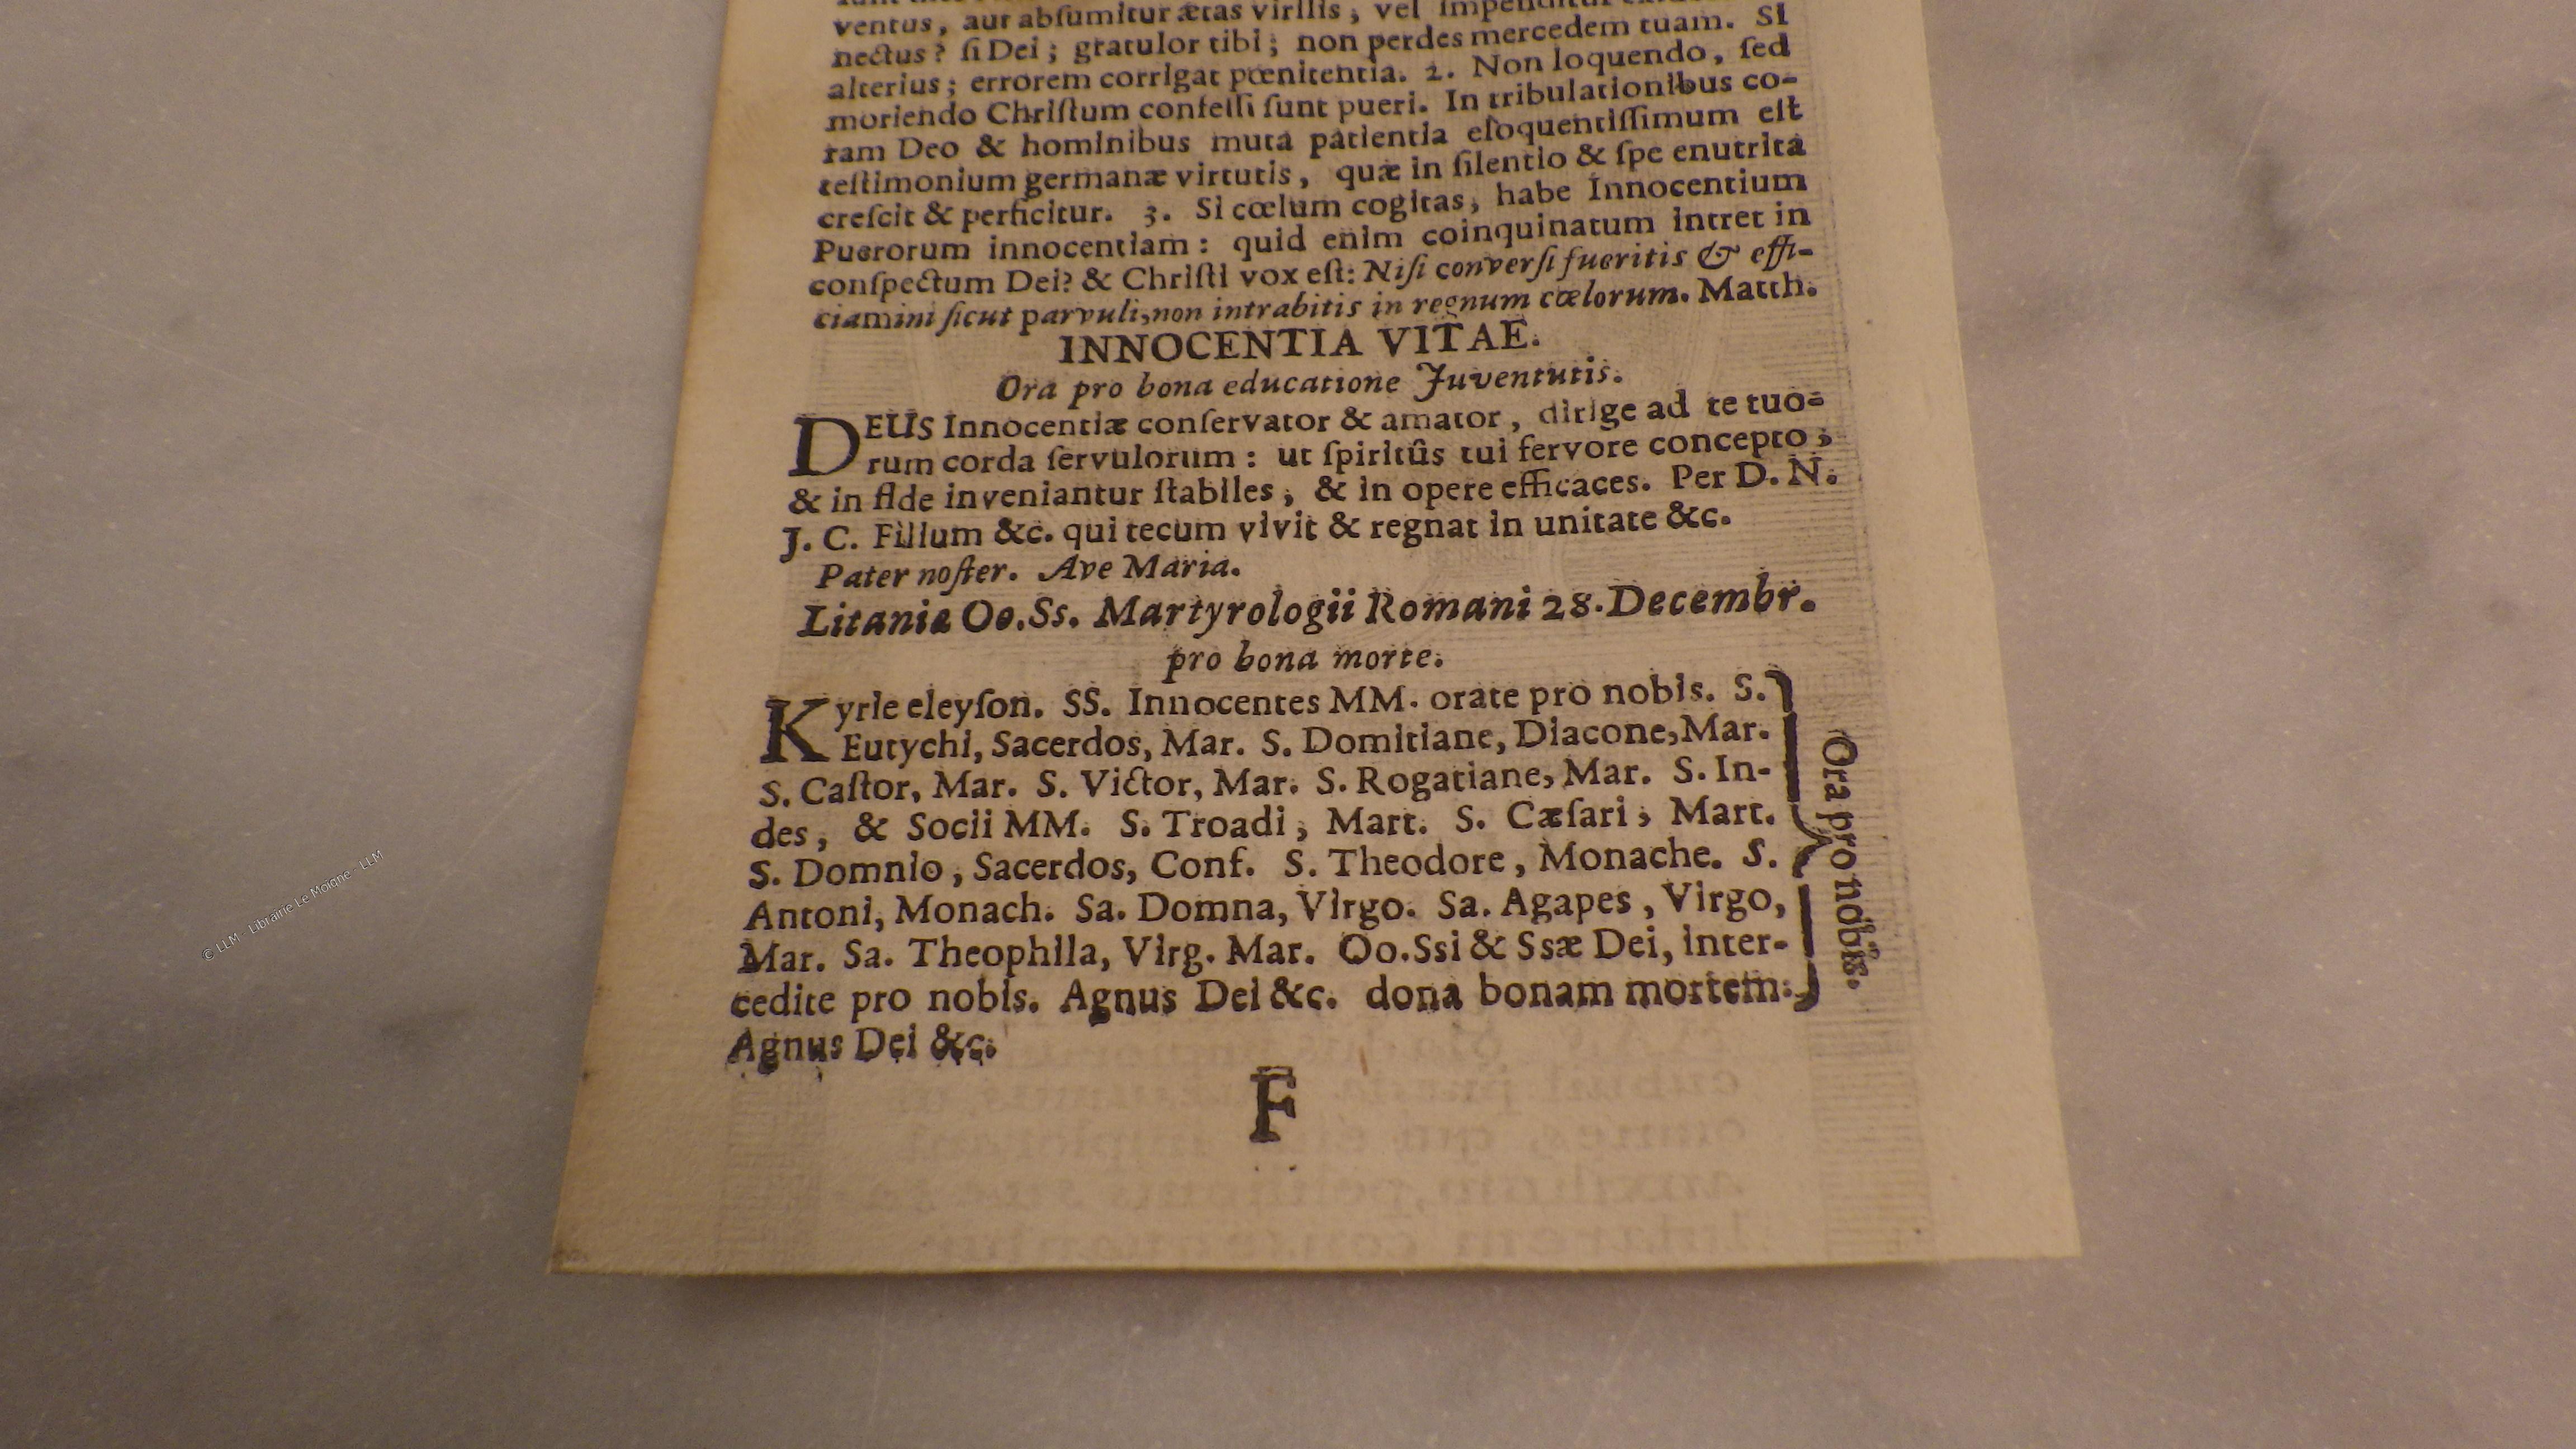 ventus, aut abſumitur ætas virilis, vel
nectus? ſi Dei; gratulor tibi; non perdes mercedem tuam. Si
alterius; errorem corrigat pœnitentia. 2. Non loquendo, ſed
moriendo Chriſtum confeſſi ſunt pueri. In tribulationibus co-
ram Deo & hominibus muta patientia eloquentiſſimum eſt
teſtimonium germanæ virtutis, quæ in ſilentio & ſpe enutrita
creſcit & perficitur. 3. Si cœlum cogitas, habe Innocentium
Puerorum innocentiam: quid enim coinquinatum intret in
conſpectum Dei? & Chriſti vox eſt: Niſi converſi fueritis & effi-
ciamini ſicut parvuli, non intrabitis in regnum cœlorum. Matth.
INNOCENTIA VITAE.
Ora pro bona educatione Juventutis.
DEUS Innocentiæ conſervator & amator, dirige ad te tuo-
rum corda ſervulorum: ut ſpiritûs tui fervore concepto;
& in fide inveniantur ſtabiles, & in opere efficaces. Per D. N.
J. C. Filium &c. qui tecum vivit & regnat in unitate &c.
Pater noſter. Ave Maria.
Litaniæ Oo.Ss. Martyrologii Romani 28. Decembr.
pro bona morte.
Kyrie eleyſon. SS. Innocentes MM. orate pro nobis. S.
Eutychi, Sacerdos, Mar. S. Domitiane, Diacone, Mar.
S. Caſtor, Mar. S. Victor, Mar. S. Rogatiane, Mar. S. In-
des, & Socii MM. S. Troadi, Mart. S. Cæſari, Mart.
S. Domnio, Sacerdos, Conf. S. Theodore, Monache. S.
Antoni, Monach. Sa. Domna, Virgo. Sa. Agapes, Virgo,
Mar. Sa. Theophila, Virg. Mar. Oo.Ssi & Ssæ Dei, inter-
cedite pro nobis. Agnus Dei &c. dona bonam mortem.
Agnus Dei &c.
Ora pro nobis.
F
© LLM - Librairie Le Moigne - LLM